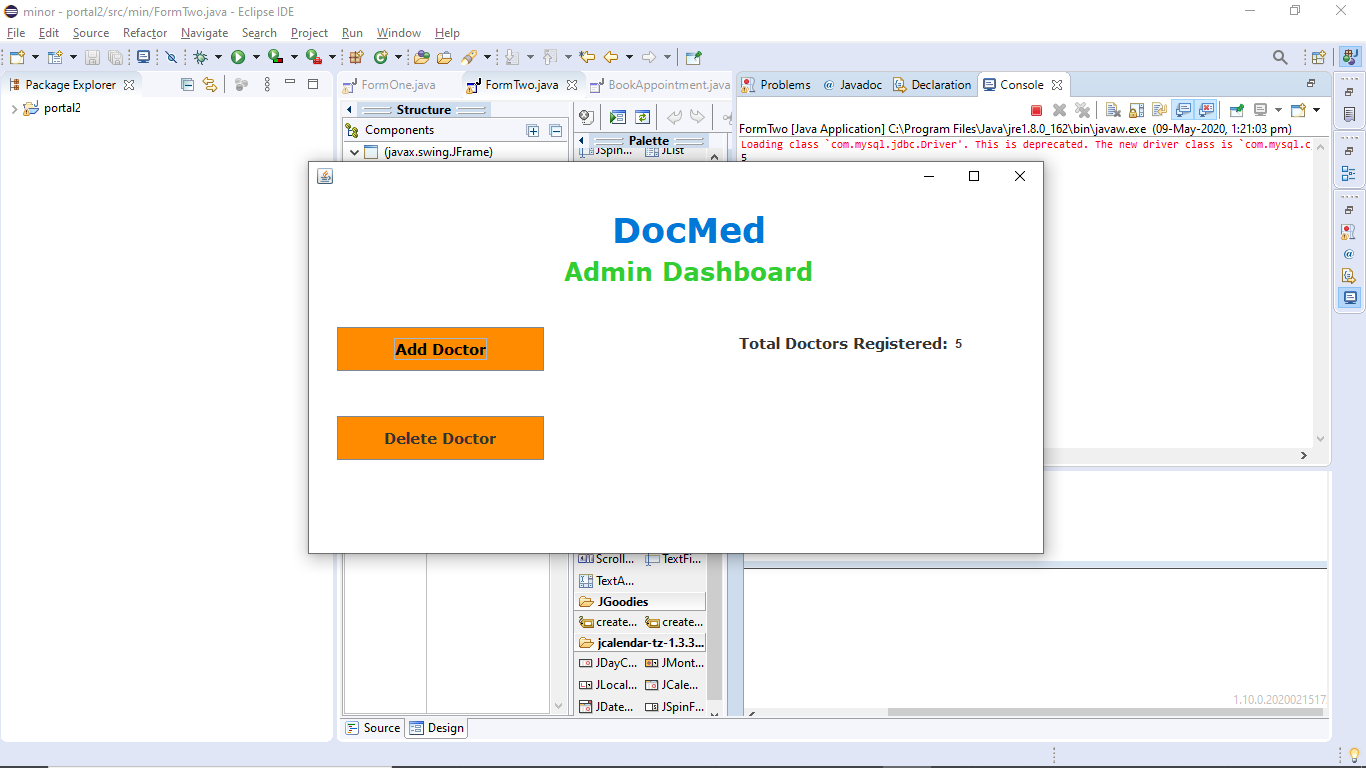 minor - portal2/src/min/FormTwo.java - Eclipse IDE
File Edit Source Refactor Navigate Search Project Run Window Help
Package Explorer
portal2
FormOne.java FormTwo.java BookAppointment.java
Structure
Components
(javax.swing.JFrame)
Palette
JSpin... JList
Problems @ Javadoc Declaration Console
FormTwo [Java Application] C:\Program Files\Java\jre1.8.0_162\bin\javaw.exe (09-May-2020, 1:21:03 pm)
Loading class `com.mysql.jdbc.Driver'. This is deprecated. The new driver class is `com.mysql.c
5
DocMed
Admin Dashboard
Add Doctor
Total Doctors Registered: 5
Delete Doctor
Scroll... TextFi...
TextA...
JGoodies
create... create...
jcalendar-tz-1.3.3...
JDayC... JMont...
JLocal... JCale...
JDate... JSpinF...
1.10.0.2020021517
Source Design